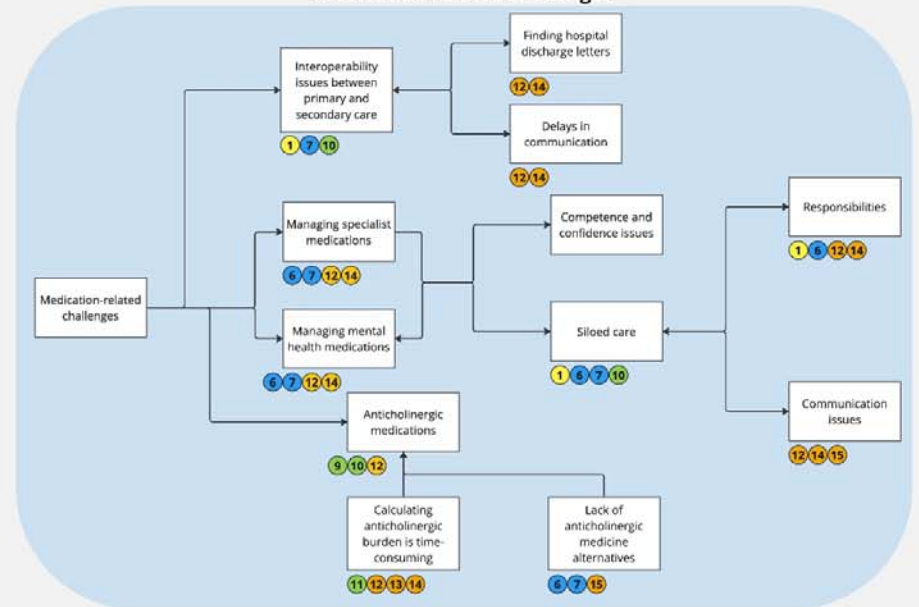 Finding hospital
discharge letters
12 14
Interoperability
issues between
primary and
secondary care
1 7 10
Delays in
communication
12 14
Managing specialist
medications
6 7 12 14
Competence and
confidence issues
Responsibilities
1 6 12 14
Medication-related
challenges
Managing mental
health medications
6 7 12 14
Siloed care
1 6 7 10
Anticholinergic
medications
9 10 12
Communication
issues
12 14 15
Calculating
anticholinergic
burden is time-
consuming
11 12 13 14
Lack of
anticholinergic
medicine
alternatives
6 7 15